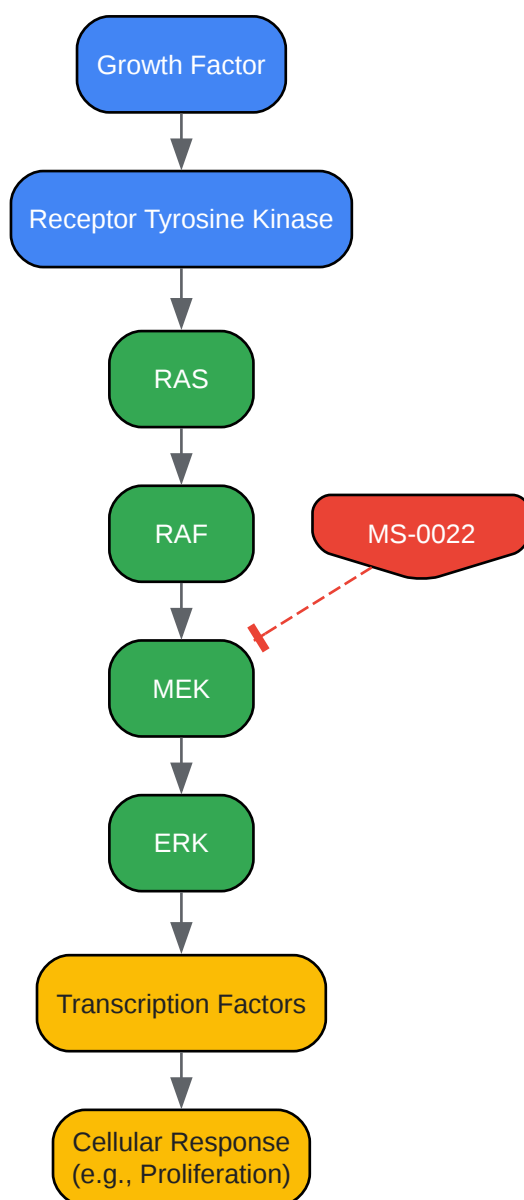 Growth Factor
Receptor Tyrosine Kinase
RAS
RAF
MS-0022
MEK
ERK
Transcription Factors
Cellular Response
(e.g., Proliferation)